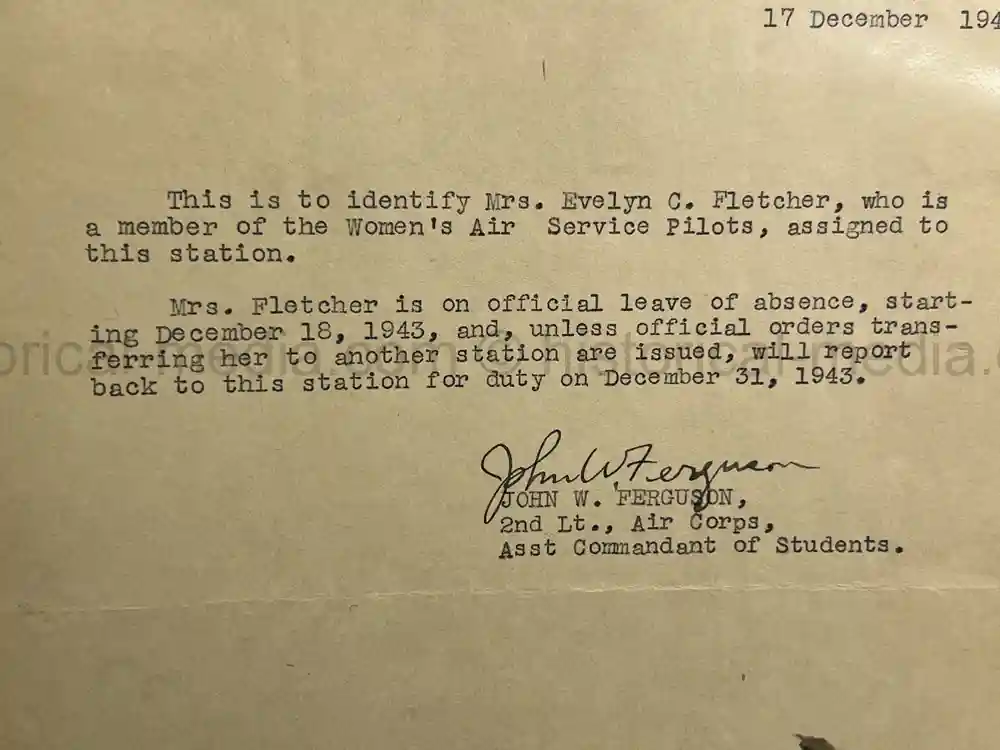 17 December 194
This is to identify Mrs. Evelyn C. Fletcher, who is
a member of the Women's Air Service Pilots, assigned to
this station.
Mrs. Fletcher is on official leave of absence, start-
ing December 18, 1943, and, unless official orders trans-
ferring her to another station are issued, will report
back to this station for duty on December 31, 1943.
John W Ferguson
JOHN W. FERGUSON,
2nd Lt., Air Corps,
Asst Commandant of Students.